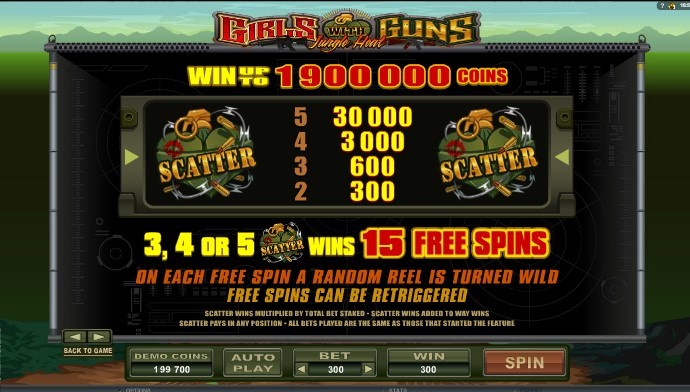 GIRLS WITH GUNS
Jungle Heat
WIN UP TO 1 900 000 COINS
5 30 000
4 3 000
3 600
2 300
SCATTER
SCATTER
3, 4 OR 5 SCATTER WINS 15 FREE SPINS
ON EACH FREE SPIN A RANDOM REEL IS TURNED WILD
FREE SPINS CAN BE RETRIGGERED
SCATTER WINS MULTIPLIED BY TOTAL BET STAKED - SCATTER WINS ADDED TO WAY WINS
SCATTER PAYS IN ANY POSITION - ALL BETS PLAYED ARE THE SAME AS THOSE THAT STARTED THE FEATURE
BACK TO GAME
DEMO COINS
199 700
AUTO
PLAY
BET
300
WIN
300
SPIN
OPTIONS
STATS